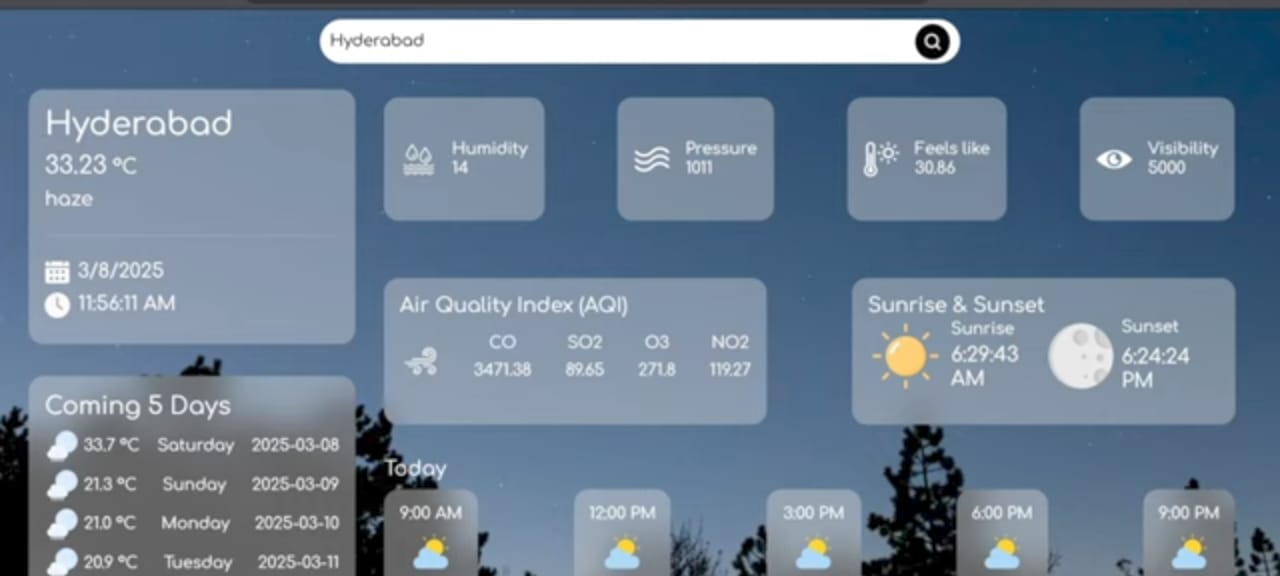 Hyderabad
Hyderabad
33.23 °C
haze
3/8/2025
11:56:11 AM
Humidity
14
Pressure
1011
Feels like
30.86
Visibility
5000
Air Quality Index (AQI)
CO SO2 O3 NO2
3471.38 89.65 271.8 119.27
Sunrise & Sunset
Sunrise
6:29:43
AM
Sunset
6:24:24
PM
Coming 5 Days
33.7 °C Saturday 2025-03-08
21.3 °C Sunday 2025-03-09
21.0 °C Monday 2025-03-10
20.9 °C Tuesday 2025-03-11
Today
9:00 AM 12:00 PM 3:00 PM 6:00 PM 9:00 PM